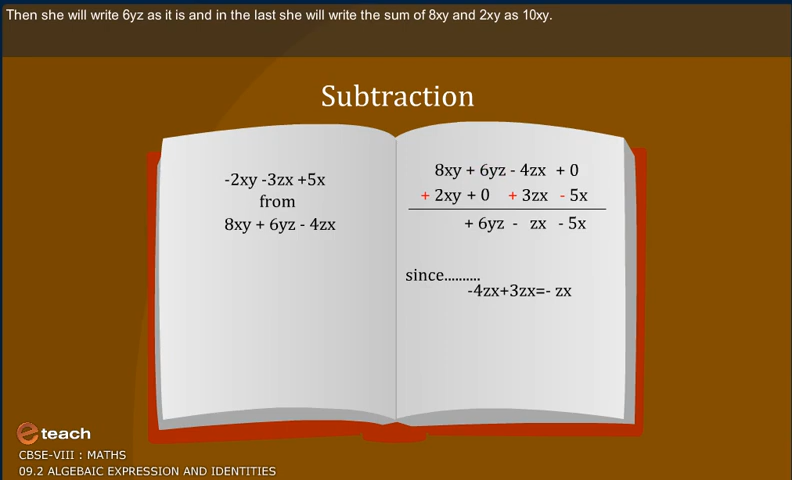 Then she will write 6yz as it is and in the last she will write the sum of 8xy and 2xy as 10xy.
Subtraction
-2xy -3zx +5x
from
8xy + 6yz - 4zx
8xy + 6yz - 4zx + 0
+ 2xy + 0 + 3zx - 5x
+ 6yz - zx - 5x
since..........
-4zx+3zx=- zx
e teach
CBSE-VIII : MATHS
09.2 ALGEBAIC EXPRESSION AND IDENTITIES